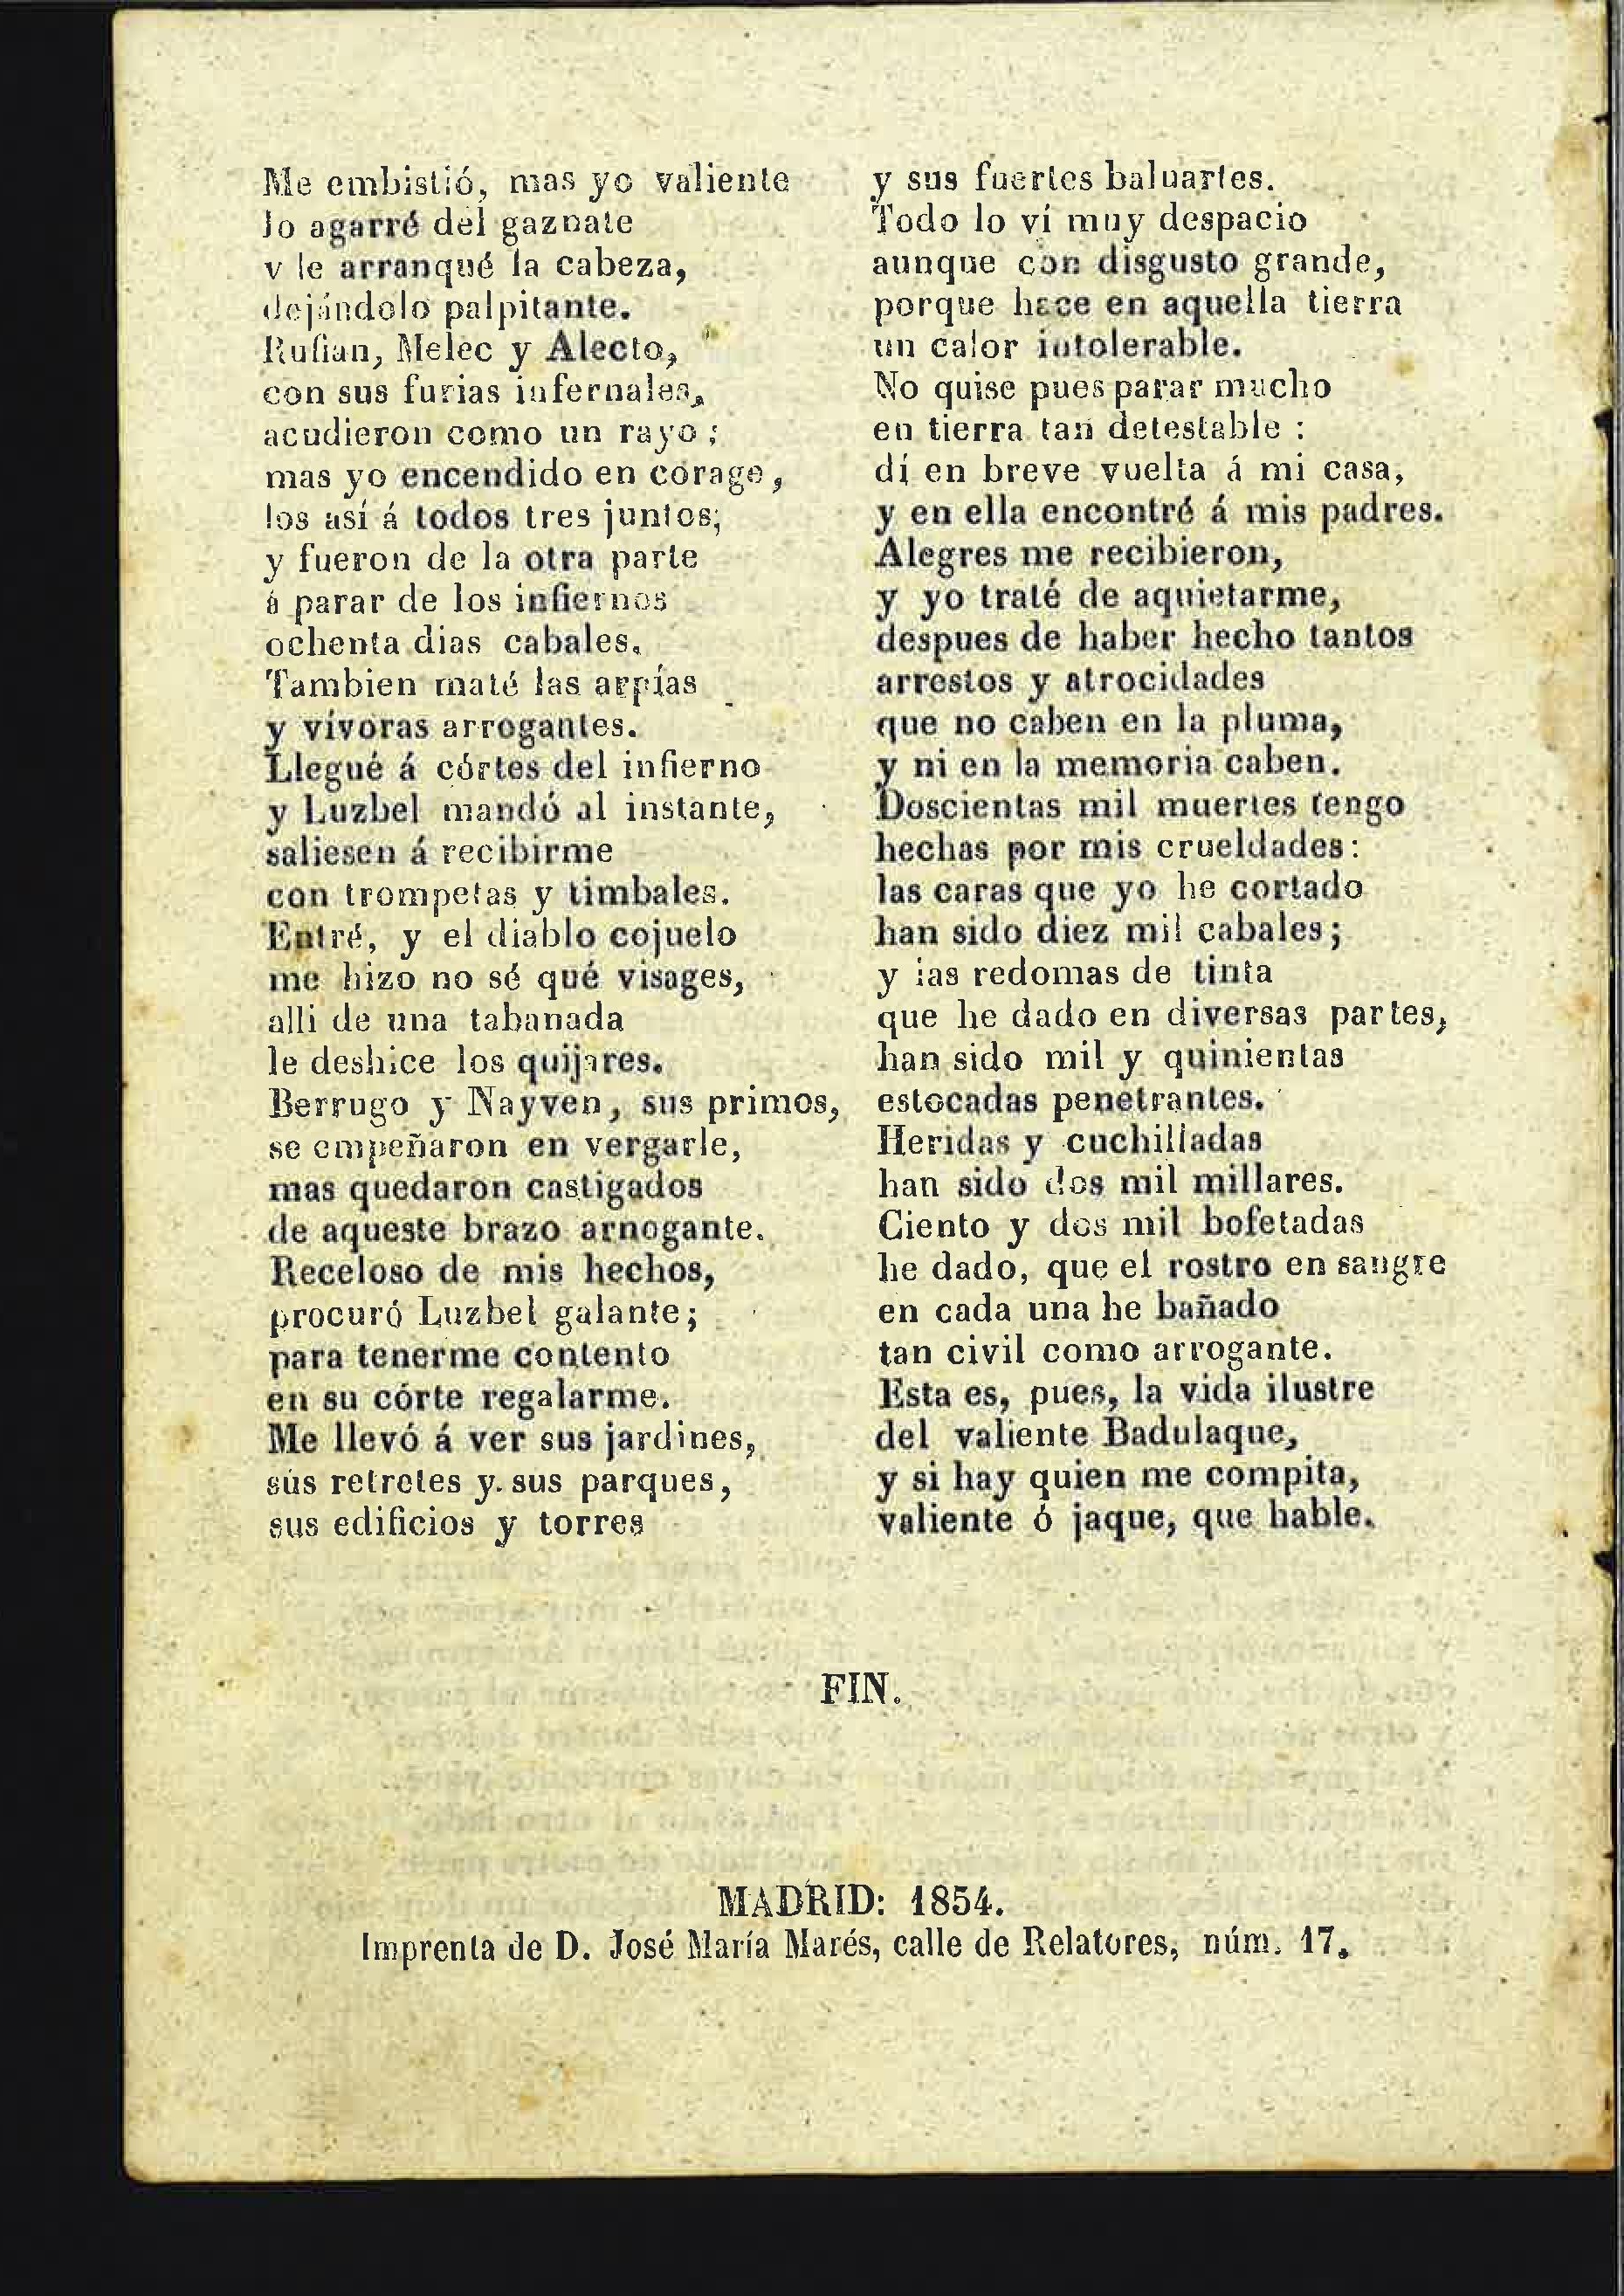 Me embistió, mas yo valiente
lo agarré del gaznate
y le arranqué la cabeza,
dejándolo palpitante.
Rufian, Melec y Alecto,
con sus furias infernales,
acudieron como un rayo;
mas yo encendido en corage,
los así á todos tres juntos;
y fueron de la otra parte
á parar de los infiernos
ochenta dias cabales.
Tambien maté las arpías
y vívoras arrogantes.
Llegué á córtes del infierno
y Luzbel mandó al instante,
saliesen á recibirme
con trompetas y timbales.
Entré, y el diablo cojuelo
me hizo no sé qué visages,
alli de una tabanada
le deshice los quijares.
Berrugo y Nayven, sus primos,
se empeñaron en vergarle,
mas quedaron castigados
de aqueste brazo arnogante.
Receloso de mis hechos,
procuró Luzbel galante;
para tenerme contento
en su córte regalarme.
Me llevó á ver sus jardines,
sus retretes y. sus parques,
sus edificios y torres
y sus fuertes baluartes.
Todo lo ví muy despacio
aunque con disgusto grande,
porque hace en aquella tierra
un calor intolerable.
No quise pues parar mucho
en tierra tan detestable:
dí en breve vuelta á mi casa,
y en ella encontré á mis padres.
Alegres me recibieron,
y yo traté de aquietarme,
despues de haber hecho tantos
arrestos y atrocidades
que no caben en la pluma,
y ni en la memoria caben.
Doscientas mil muertes tengo
hechas por mis crueldades:
las caras que yo he cortado
han sido diez mil cabales;
y las redomas de tinta
que he dado en diversas partes,
han sido mil y quinientas
estocadas penetrantes.
Heridas y cuchilladas
han sido dos mil millares.
Ciento y dos mil bofetadas
he dado, que el rostro en sangre
en cada una he bañado
tan civil como arrogante.
Esta es, pues, la vida ilustre
del valiente Badulaque,
y si hay quien me compita,
valiente ó jaque, que hable.
FIN.
MADRID: 1854.
Imprenta de D. José María Marés, calle de Relatores, núm. 17.